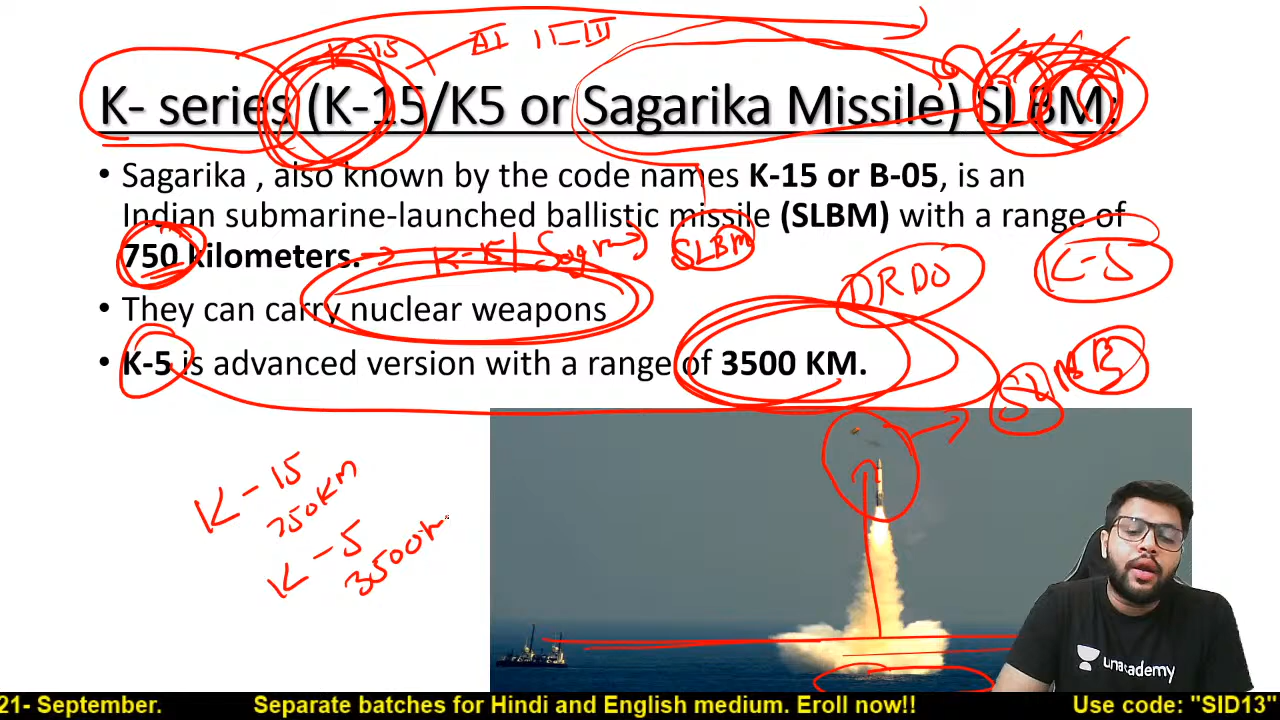 K-15
K- series (K-15/K5 or Sagarika Missile) SLBM:
• Sagarika , also known by the code names K-15 or B-05, is an
Indian submarine-launched ballistic missile (SLBM) with a range of
750 kilometers.
K-15
SLBM
K-5
• They can carry nuclear weapons
DRDO
• K-5 is advanced version with a range of 3500 KM.
K-15
750KM
K-5
unacademy
21- September. Separate batches for Hindi and English medium. Eroll now!! Use code: "SID13"